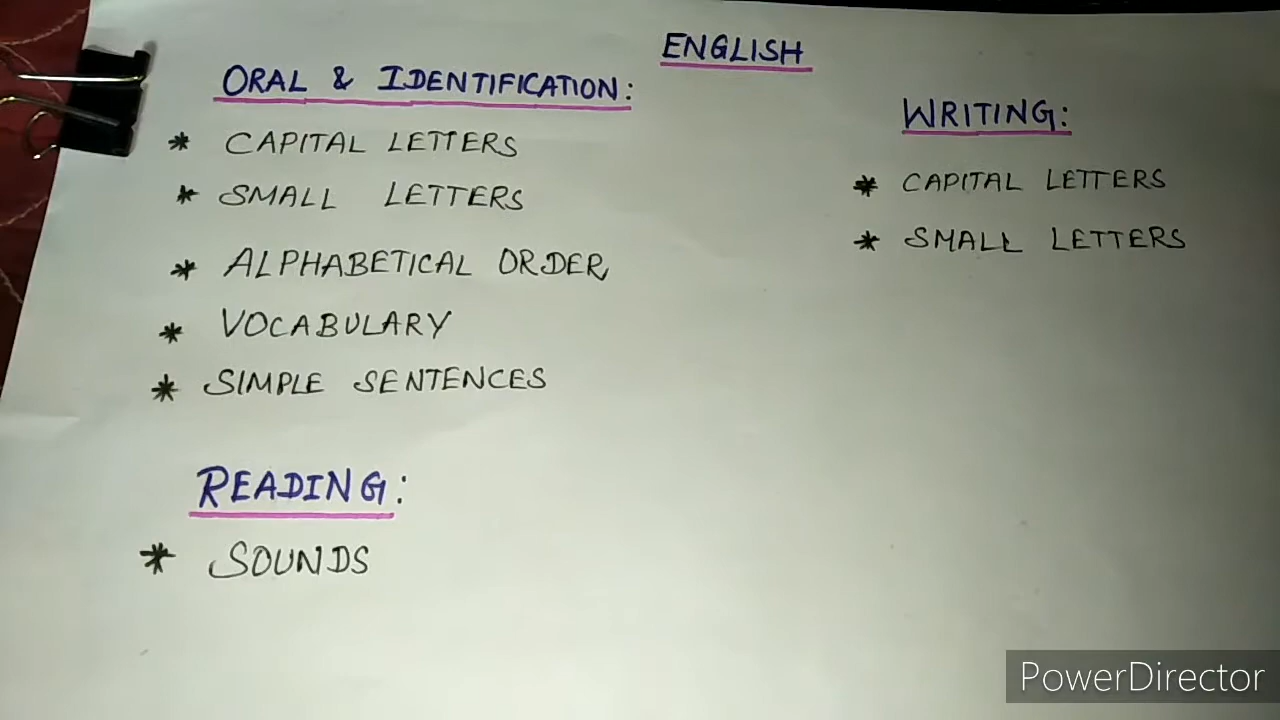 ENGLISH
ORAL & IDENTIFICATION:
* CAPITAL LETTERS
* SMALL LETTERS
* ALPHABETICAL ORDER
* VOCABULARY
* SIMPLE SENTENCES
READING:
* SOUNDS
WRITING:
* CAPITAL LETTERS
* SMALL LETTERS
PowerDirector